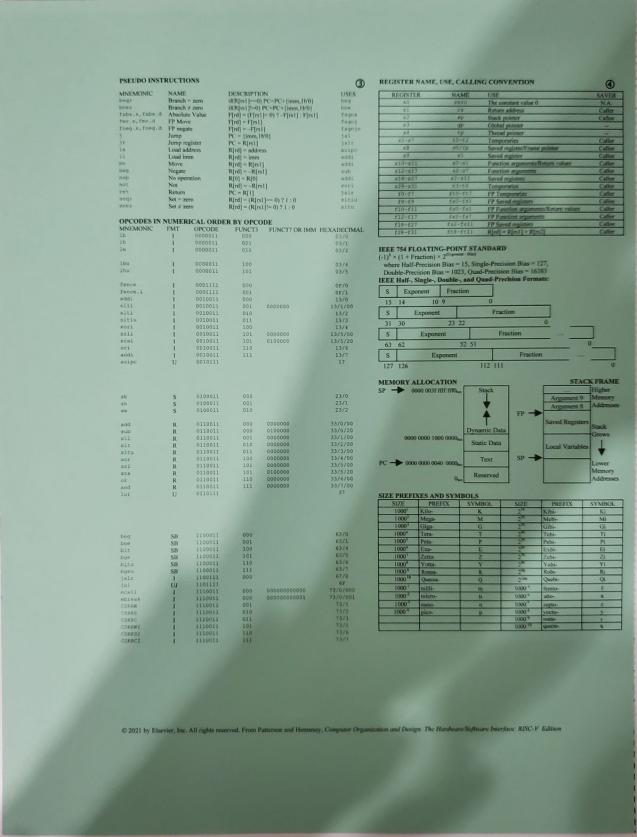 PSEUDO INSTRUCTIONS ③
MNEMONIC NAME DESCRIPTION USES
beqz Branch = zero if(R[rs1]==0) PC=PC+{imm,1b'0} beq
bnez Branch ≠ zero if(R[rs1]!=0) PC=PC+{imm,1b'0} bne
fabs.s,fabs.d Absolute Value F[rd] = (F[rs1]< 0) ? -F[rs1] : F[rs1] fsgnx
fmv.s,fmv.d FP Move F[rd] = F[rs1] fsgnj
fneg.s,fneg.d FP negate F[rd] = -F[rs1] fsgnjn
j Jump PC = {imm,1b'0} jal
jr Jump register PC = R[rs1] jalr
la Load address R[rd] = address auipc
li Load imm R[rd] = imm addi
mv Move R[rd] = R[rs1] addi
neg Negate R[rd] = -R[rs1] sub
nop No operation R[0] = R[0] addi
not Not R[rd] = ~R[rs1] xori
ret Return PC = R[1] jalr
seqz Set = zero R[rd] = (R[rs1]== 0) ? 1 : 0 sltiu
snez Set ≠ zero R[rd] = (R[rs1]!= 0) ? 1 : 0 sltu
OPCODES IN NUMERICAL ORDER BY OPCODE
MNEMONIC FMT OPCODE FUNCT3 FUNCT7 OR IMM HEXADECIMAL
lb I 0000011 000 03/0
lh I 0000011 001 03/1
lw I 0000011 010 03/2
lbu I 0000011 100 03/4
lhu I 0000011 101 03/5
fence I 0001111 000 0F/0
fence.i I 0001111 001 0F/1
addi I 0010011 000 13/0
slli I 0010011 001 0000000 13/1/00
slti I 0010011 010 13/2
sltiu I 0010011 011 13/3
xori I 0010011 100 13/4
srli I 0010011 101 0000000 13/5/00
srai I 0010011 101 0100000 13/5/20
ori I 0010011 110 13/6
andi I 0010011 111 13/7
auipc U 0010111 17
sb S 0100011 000 23/0
sh S 0100011 001 23/1
sw S 0100011 010 23/2
add R 0110011 000 0000000 33/0/00
sub R 0110011 000 0100000 33/0/20
sll R 0110011 001 0000000 33/1/00
slt R 0110011 010 0000000 33/2/00
sltu R 0110011 011 0000000 33/3/00
xor R 0110011 100 0000000 33/4/00
srl R 0110011 101 0000000 33/5/00
sra R 0110011 101 0100000 33/5/20
or R 0110011 110 0000000 33/6/00
and R 0110011 111 0000000 33/7/00
lui U 0110111 37
beq SB 1100011 000 63/0
bne SB 1100011 001 63/1
blt SB 1100011 100 63/4
bge SB 1100011 101 63/5
bltu SB 1100011 110 63/6
bgeu SB 1100011 111 63/7
jalr I 1100111 000 67/0
jal UJ 1101111 6F
ecall I 1110011 000 000000000000 73/0/000
ebreak I 1110011 000 000000000001 73/0/001
CSRRW I 1110011 001 73/1
CSRRS I 1110011 010 73/2
CSRRC I 1110011 011 73/3
CSRRWI I 1110011 101 73/5
CSRRSI I 1110011 110 73/6
CSRRCI I 1110011 111 73/7
REGISTER NAME, USE, CALLING CONVENTION ④
REGISTER NAME USE SAVER
x0 zero The constant value 0 N.A.
x1 ra Return address Caller
x2 sp Stack pointer Callee
x3 gp Global pointer
x4 tp Thread pointer
x5-x7 t0-t2 Temporaries Caller
x8 s0/fp Saved register/Frame pointer Callee
x9 s1 Saved register Callee
x10-x11 a0-a1 Function arguments/Return values Caller
x12-x17 a2-a7 Function arguments Caller
x18-x27 s2-s11 Saved registers Callee
x28-x31 t3-t6 Temporaries Caller
f0-f7 ft0-ft7 FP Temporaries Caller
f8-f9 fs0-fs1 FP Saved registers Callee
f10-f11 fa0-fa1 FP Function arguments/Return values Caller
f12-f17 fa2-fa7 FP Function arguments Caller
f18-f27 fs2-fs11 FP Saved registers Callee
f28-f31 ft8-ft11 R[rd] = R[rs1] + R[rs2] Caller
IEEE 754 FLOATING-POINT STANDARD
(-1)^S × (1 + Fraction) × 2^(Exponent - Bias)
where Half-Precision Bias = 15, Single-Precision Bias = 127,
Double-Precision Bias = 1023, Quad-Precision Bias = 16383
IEEE Half-, Single-, Double-, and Quad-Precision Formats:
S Exponent Fraction
15 14 10 9 0
S Exponent Fraction
31 30 23 22 0
S Exponent Fraction ...
63 62 52 51 0
S Exponent Fraction ...
127 126 112 111 0
MEMORY ALLOCATION STACK FRAME
SP 0000 003f ffff fff0hex Stack
Dynamic Data
0000 0000 1000 0000hex Static Data
PC 0000 0000 0040 0000hex Text
0hex Reserved
... Higher Memory Addresses
Argument 9
Argument 8
FP Saved Registers
Stack Grows
Local Variables
SP Lower Memory Addresses
SIZE PREFIXES AND SYMBOLS
SIZE PREFIX SYMBOL SIZE PREFIX SYMBOL
1000^1 Kilo- K 2^10 Kibi- Ki
1000^2 Mega- M 2^20 Mebi- Mi
1000^3 Giga- G 2^30 Gibi- Gi
1000^4 Tera- T 2^40 Tebi- Ti
1000^5 Peta- P 2^50 Pebi- Pi
1000^6 Exa- E 2^60 Exbi- Ei
1000^7 Zetta- Z 2^70 Zebi- Zi
1000^8 Yotta- Y 2^80 Yobi- Yi
1000^9 Ronna- R 2^90 Robi- Ri
1000^10 Quecca- Q 2^100 Quebi- Qi
milli- m femto- f
micro- μ atto- a
nano- n zepto- z
pico- p yocto- y
© 2021 by Elsevier, Inc. All rights reserved. From Patterson and Hennessy, Computer Organization and Design: The Hardware/Software Interface: RISC-V Edition